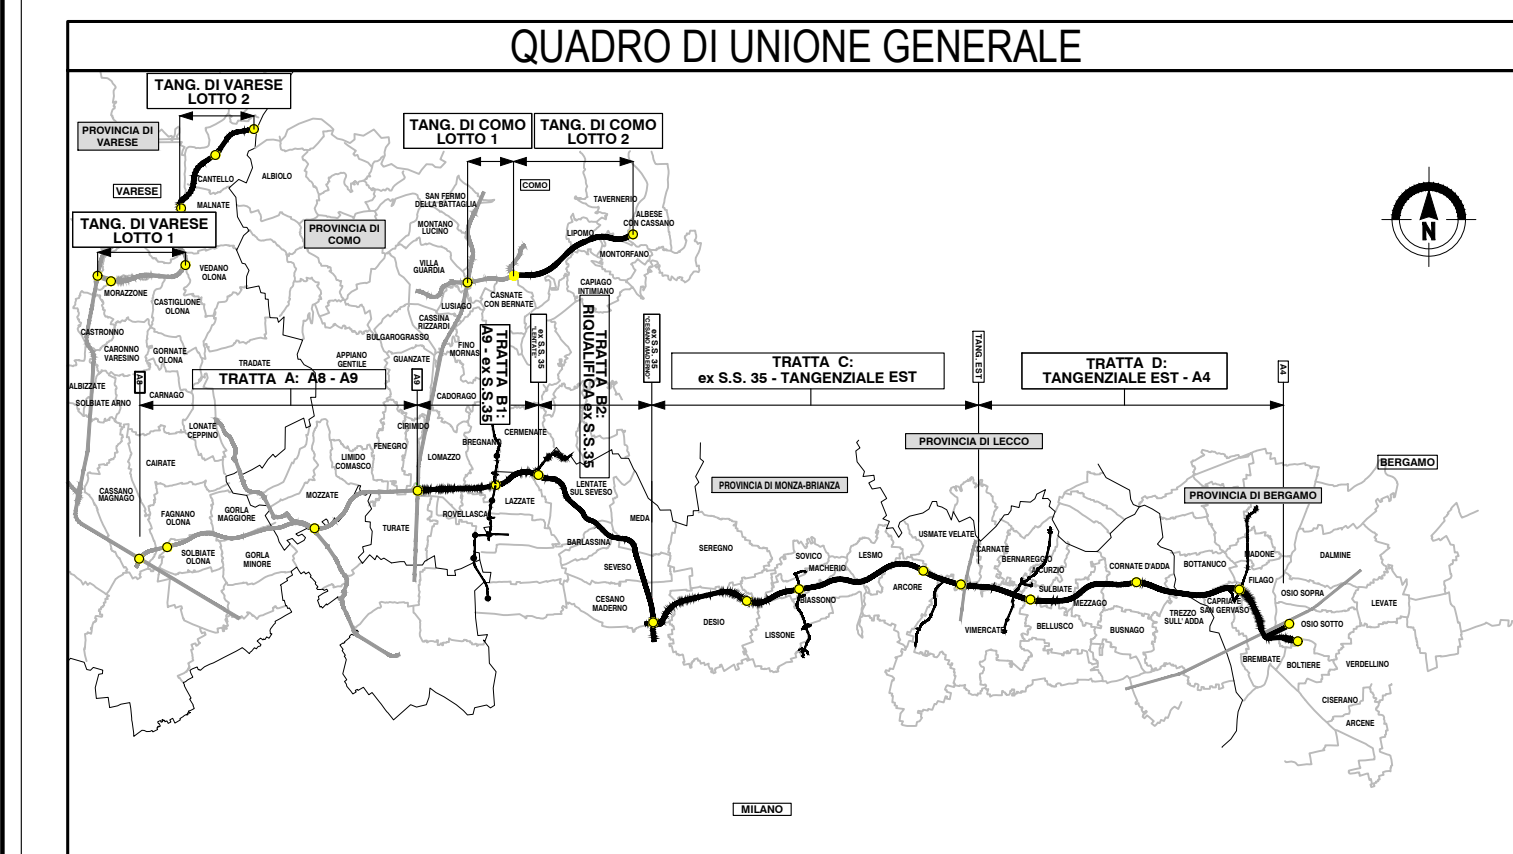 QUADRO DI UNIONE GENERALE
TANG. DI VARESE
LOTTO 2
PROVINCIA DI
VARESE
CANTELLO
ALBIOLO
VARESE
MALNATE
TANG. DI VARESE
LOTTO 1
PROVINCIA DI
COMO
TANG. DI COMO
LOTTO 1
TANG. DI COMO
LOTTO 2
COMO
SAN FERMO
DELLA BATTAGLIA
MONTANO
LUCINO
TAVERNERIO
ALBESE
CON CASSANO
LIPOMO
MONTORFANO
VILLA
GUARDIA
CAPIAGO
INTIMIANO
LUSIAGO
CASNATE
CON BERNATE
CASSINA
RIZZARDI
BULGAROGRASSO
FINO
MORNAS
GUANZATE
APPIANO
GENTILE
VEDANO
OLONA
MORAZZONE
CASTIGLIONE
OLONA
CASTRONNO
CARONNO
VARESINO
GORNATE
OLONA
TRADATE
ALBIZZATE
SOLBIATE ARNO
CARNAGO
A8
TRATTA A: A8 - A9
A9
CADORAGO
TRATTA B1:
A9 - ex S.S.35
ex S.S. 35
"LENTATE"
TRATTA B2:
RIQUALIFICA ex S.S.35
ex S.S. 35
"CESANO MADERNO"
TRATTA C:
ex S.S. 35 - TANGENZIALE EST
TANG. EST
TRATTA D:
TANGENZIALE EST - A4
A4
LONATE
CEPPINO
CIRIMIDO
FENEGRO
BREGNANO
CERMENATE
CAIRATE
LIMIDO
COMASCO
LOMAZZO
CASSANO
MAGNAGO
MOZZATE
LAZZATE
LENTATE
SUL SEVESO
FAGNANO
OLONA
GORLA
MAGGIORE
TURATE
ROVELLASCA
MEDA
SOLBIATE
OLONA
GORLA
MINORE
BARLASSINA
SEVESO
CESANO
MADERNO
PROVINCIA DI LECCO
PROVINCIA DI MONZA-BRIANZA
BERGAMO
PROVINCIA DI BERGAMO
SEREGNO
SOVICO
MACHERIO
LESMO
USMATE VELATE
CARNATE
BERNAREGGIO
AICURZIO
CORNATE D'ADDA
BOTTANUCO
MADONE
FILAGO
DALMINE
OSIO SOPRA
LEVATE
ARCORE
SULBIATE
MEZZAGO
BIASSONO
DESIO
LISSONE
VIMERCATE
BELLUSCO
BUSNAGO
TREZZO
SULL' ADDA
CAPRIATE
SAN GERVASO
OSIO SOTTO
BREMBATE
BOLTIERE
VERDELLINO
CISERANO
ARCENE
MILANO
N